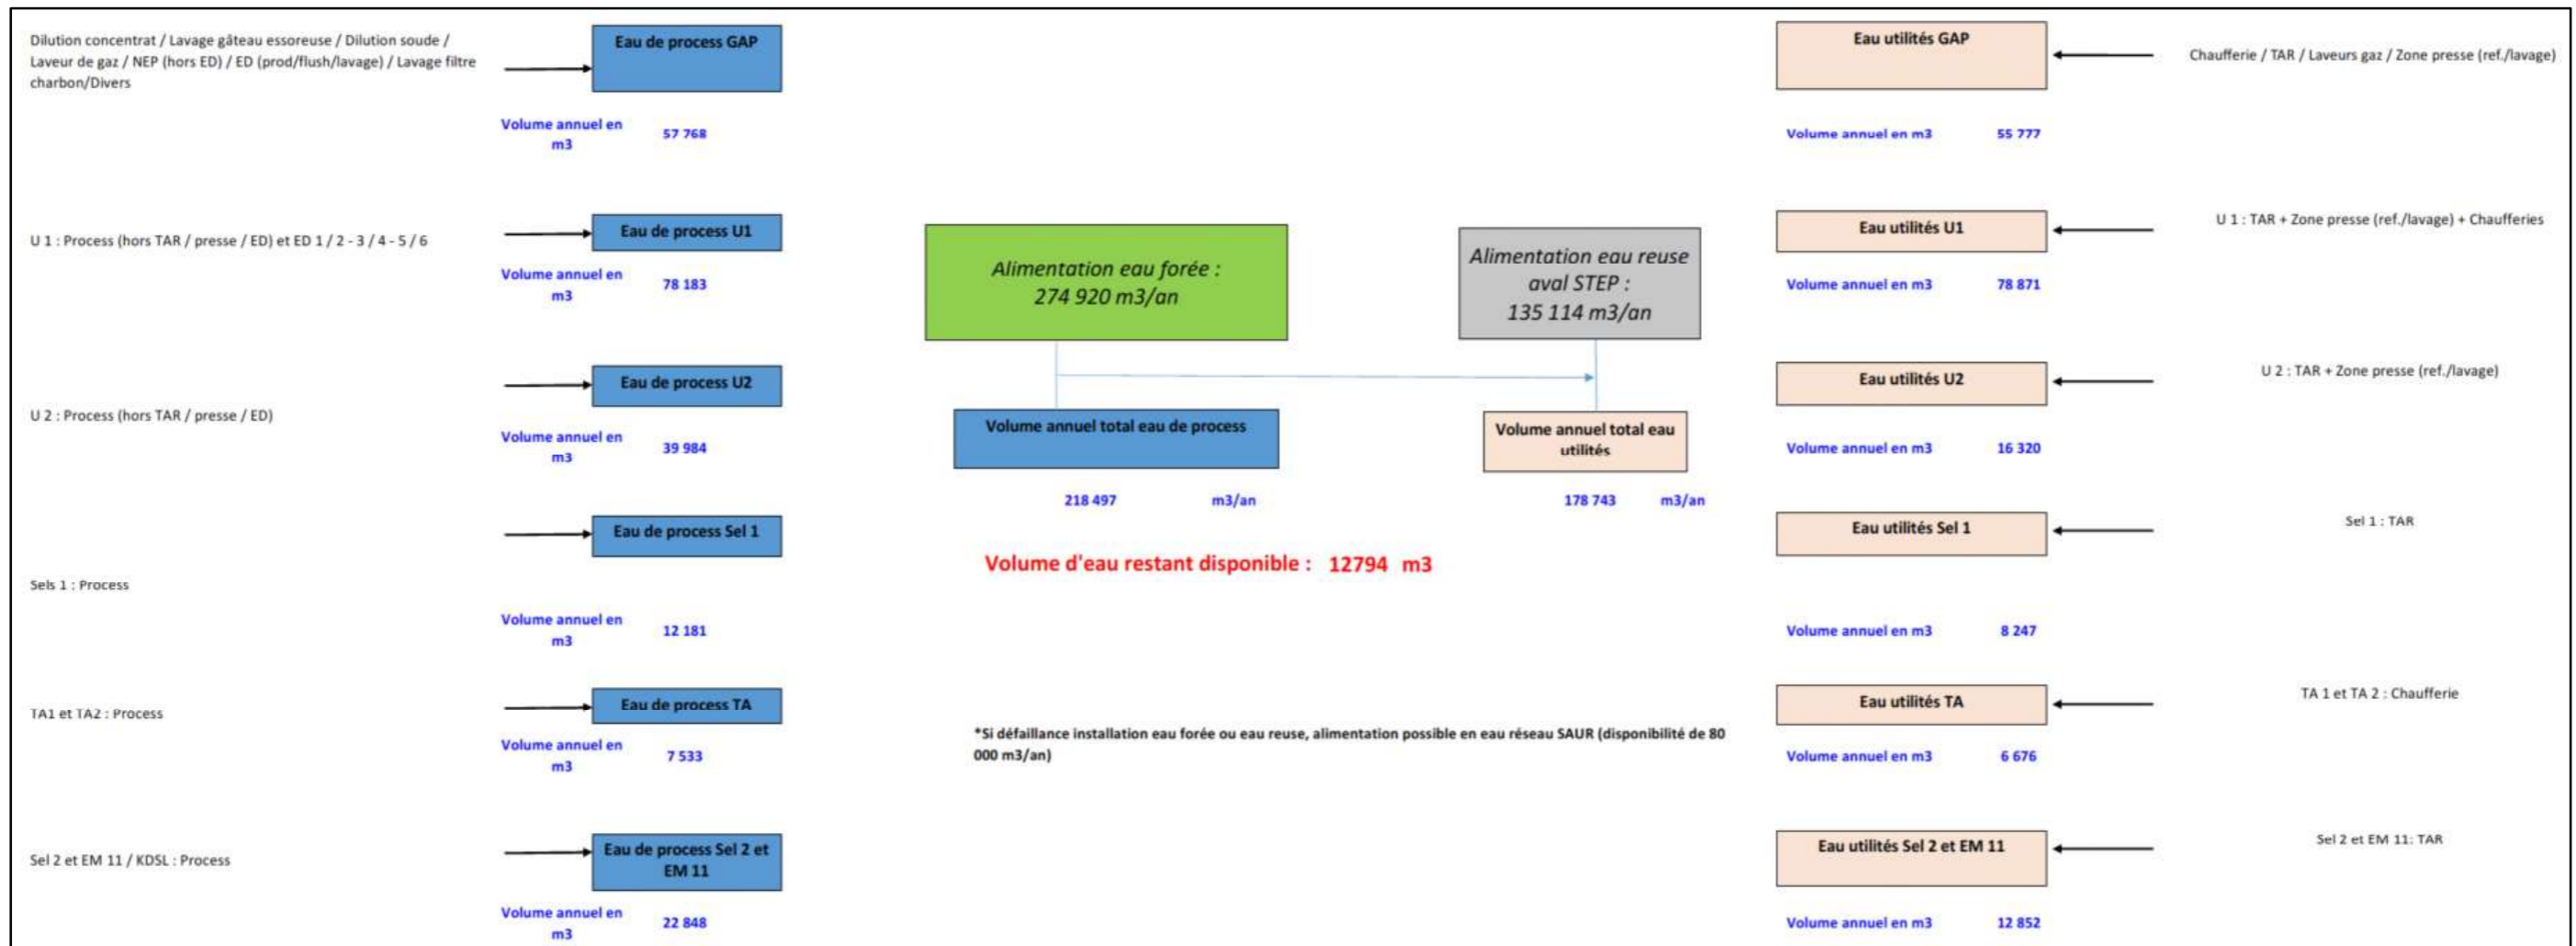 Dilution concentrat / Lavage gâteau essoreuse / Dilution soude /
Laveur de gaz / NEP (hors ED) / ED (prod/flush/lavage) / Lavage filtre
charbon/Divers
Eau de process GAP
Volume annuel en
m3
57 768
U 1 : Process (hors TAR / presse / ED) et ED 1 / 2 - 3 / 4 - 5 / 6
Eau de process U1
Volume annuel en
m3
78 183
U 2 : Process (hors TAR / presse / ED)
Eau de process U2
Volume annuel en
m3
39 984
Sels 1 : Process
Eau de process Sel 1
Volume annuel en
m3
12 181
TA1 et TA2 : Process
Eau de process TA
Volume annuel en
m3
7 533
Sel 2 et EM 11 / KDSL : Process
Eau de process Sel 2 et
EM 11
Volume annuel en
m3
22 848
Alimentation eau forée :
274 920 m3/an
Alimentation eau reuse
aval STEP :
135 114 m3/an
Volume annuel total eau de process
218 497 m3/an
Volume annuel total eau
utilités
178 743 m3/an
Volume d'eau restant disponible : 12794 m3
*Si défaillance installation eau forée ou eau reuse, alimentation possible en eau réseau SAUR (disponibilité de 80
000 m3/an)
Eau utilités GAP
Chaufferie / TAR / Laveurs gaz / Zone presse (ref./lavage)
Volume annuel en m3 55 777
Eau utilités U1
U 1 : TAR + Zone presse (ref./lavage) + Chaufferies
Volume annuel en m3 78 871
Eau utilités U2
U 2 : TAR + Zone presse (ref./lavage)
Volume annuel en m3 16 320
Eau utilités Sel 1
Sel 1 : TAR
Volume annuel en m3 8 247
Eau utilités TA
TA 1 et TA 2 : Chaufferie
Volume annuel en m3 6 676
Eau utilités Sel 2 et EM 11
Sel 2 et EM 11: TAR
Volume annuel en m3 12 852